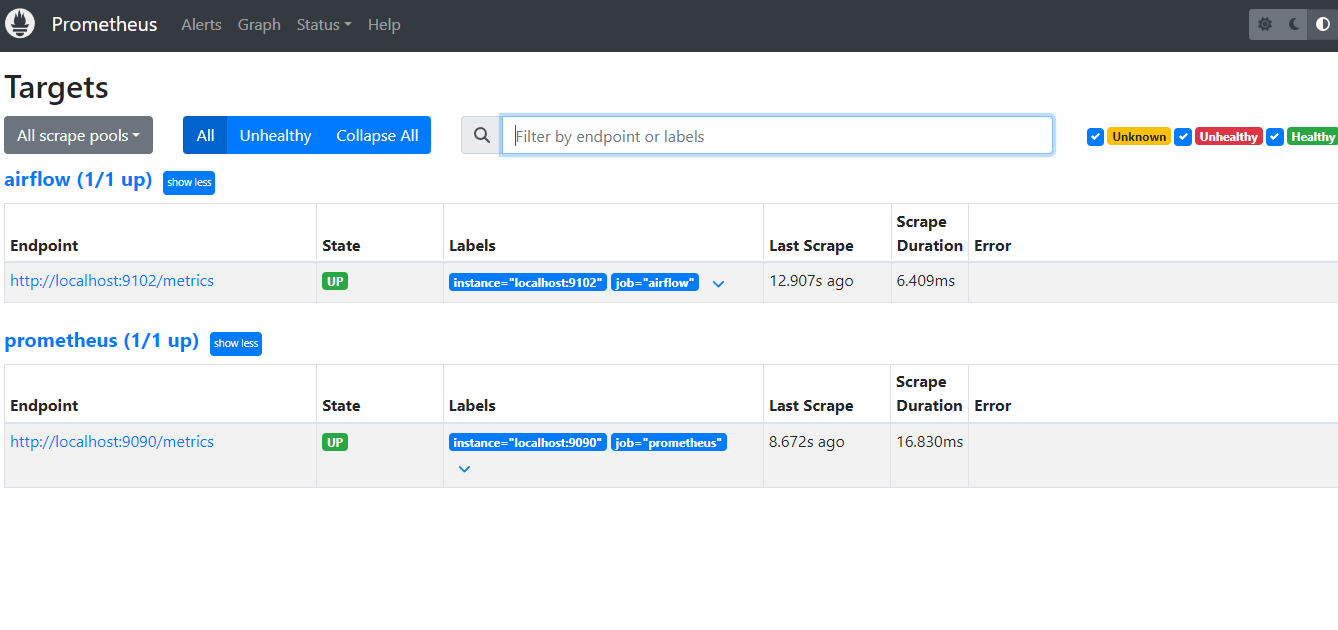 Prometheus Alerts Graph Status Help
Targets
All scrape pools All Unhealthy Collapse All Filter by endpoint or labels Unknown Unhealthy Healthy
airflow (1/1 up) show less
Endpoint State Labels Last Scrape Scrape Duration Error
http://localhost:9102/metrics UP instance="localhost:9102" job="airflow" 12.907s ago 6.409ms
prometheus (1/1 up) show less
Endpoint State Labels Last Scrape Scrape Duration Error
http://localhost:9090/metrics UP instance="localhost:9090" job="prometheus" 8.672s ago 16.830ms